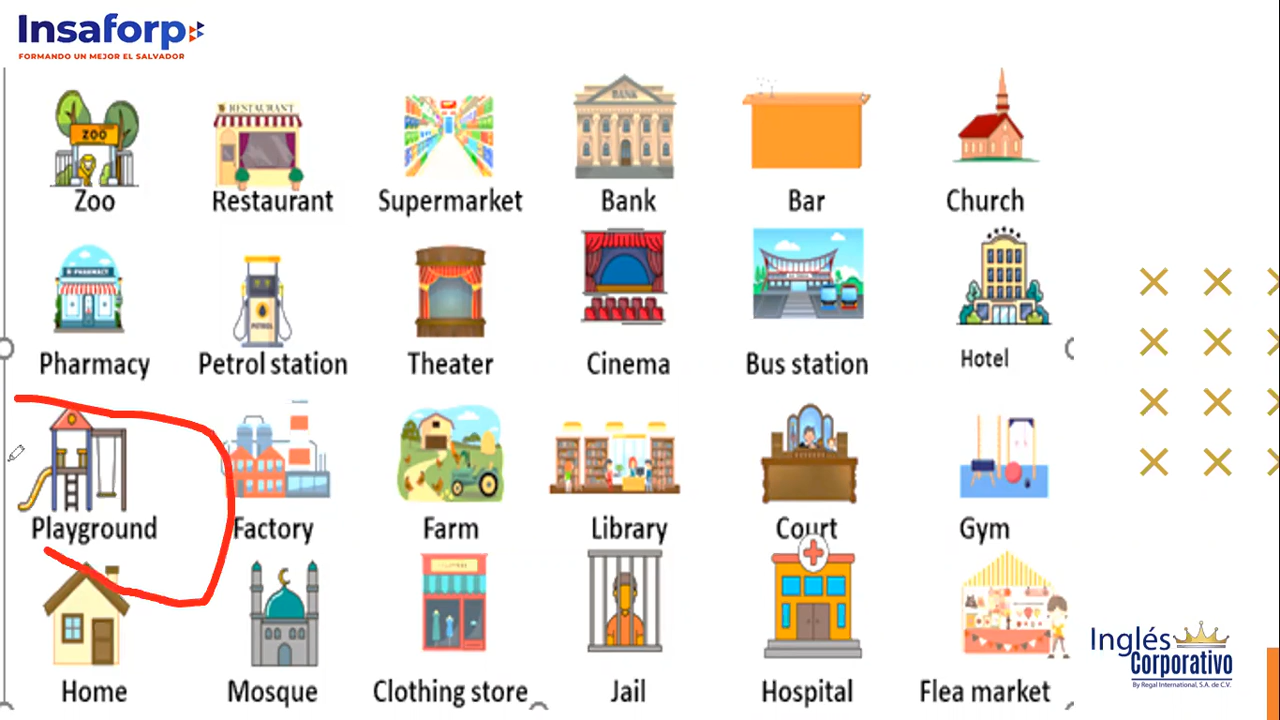 Insaforp
FORMANDO UN MEJOR EL SALVADOR
ZOO
RESTAURANT
BANK
Zoo Restaurant Supermarket Bank Bar Church
PHARMACY
PETROL
Pharmacy Petrol station Theater Cinema Bus station Hotel
Playground Factory Farm Library Court Gym
Home Mosque Clothing store Jail Hospital Flea market
Inglés
Corporativo
By Regal International, S.A. de C.V.